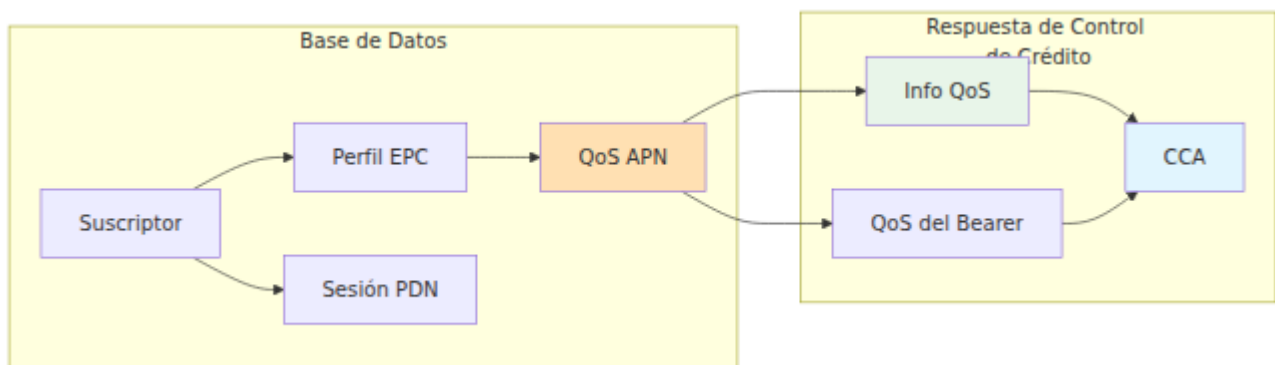 Base de Datos
Suscriptor
Perfil EPC
Sesión PDN
QoS APN
Respuesta de Control
de Crédito
Info QoS
QoS del Bearer
CCA